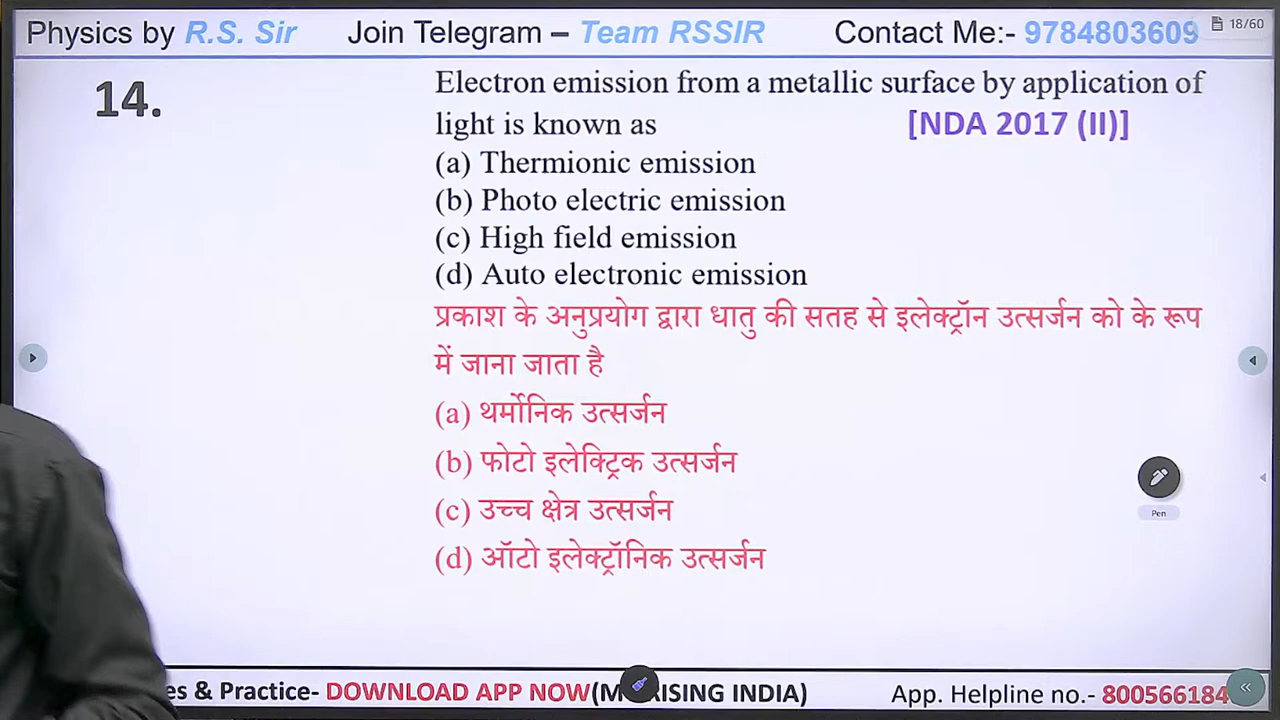 Physics by R.S. Sir Join Telegram – Team RSSIR Contact Me:- 9784803609 18/60
14.
Electron emission from a metallic surface by application of
light is known as [NDA 2017 (II)]
(a) Thermionic emission
(b) Photo electric emission
(c) High field emission
(d) Auto electronic emission
प्रकाश के अनुप्रयोग द्वारा धातु की सतह से इलेक्ट्रॉन उत्सर्जन को के रूप
में जाना जाता है
(a) थर्मोनिक उत्सर्जन
(b) फोटो इलेक्ट्रिक उत्सर्जन
(c) उच्च क्षेत्र उत्सर्जन
(d) ऑटो इलेक्ट्रॉनिक उत्सर्जन
Pen
& Practice- DOWNLOAD APP NOW( RISING INDIA) App. Helpline no.- 800566184